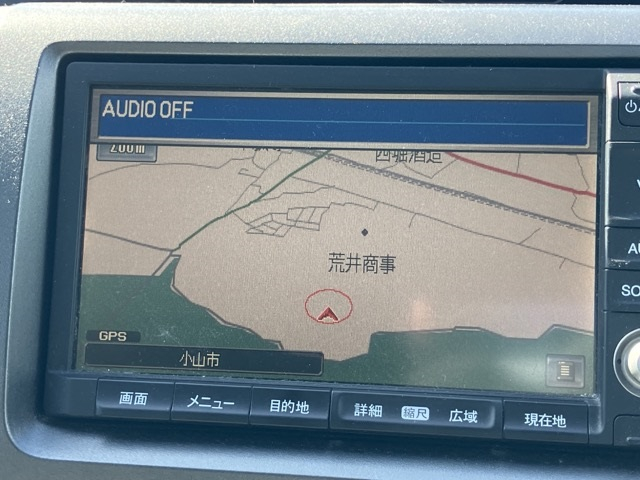 AUDIO OFF
200m
西堀酒造
荒井商事
GPS
小山市
画面
メニュー
目的地
詳細
縮尺
広域
現在地